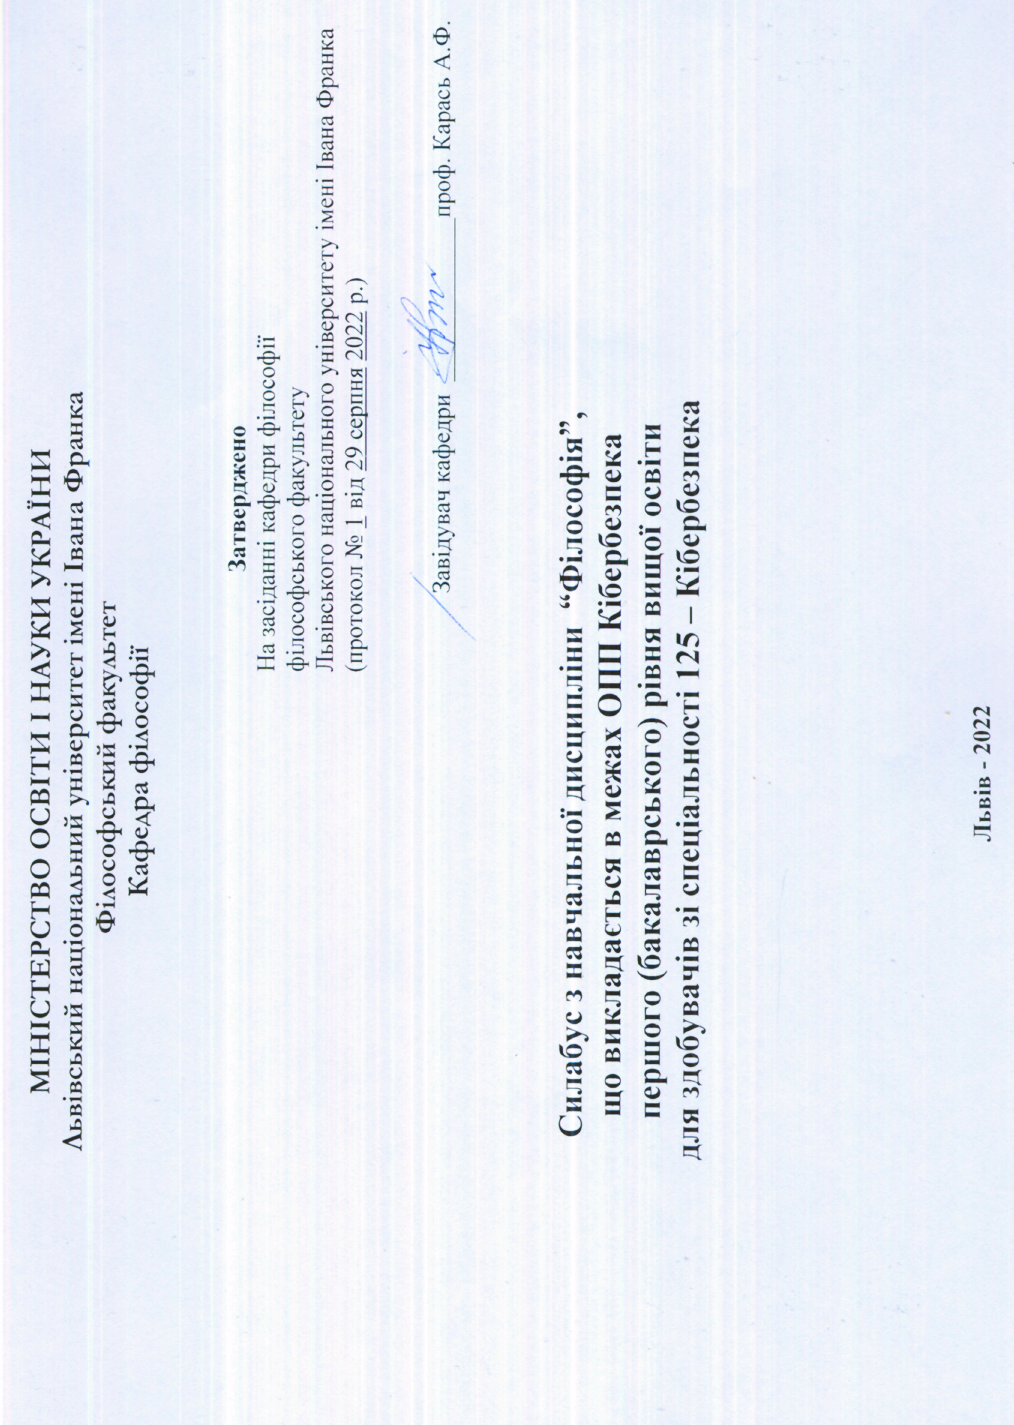 МІНІСТЕРСТВО ОСВІТИ І НАУКИ УКРАЇНИ
Львівський національний університет імені Івана Франка
Філософський факультет
Кафедра філософії
Затверджено
На засіданні кафедри філософії
філософського факультету
Львівського національного університету імені Івана Франка
(протокол № 1 від 29 серпня 2022 р.)
Завідувач кафедри проф. Карась А.Ф.
Силабус з навчальної дисципліни “Філософія”,
що викладається в межах ОПП Кібербезпека
першого (бакалаврського) рівня вищої освіти
для здобувачів зі спеціальності 125 – Кібербезпека
Львів - 2022